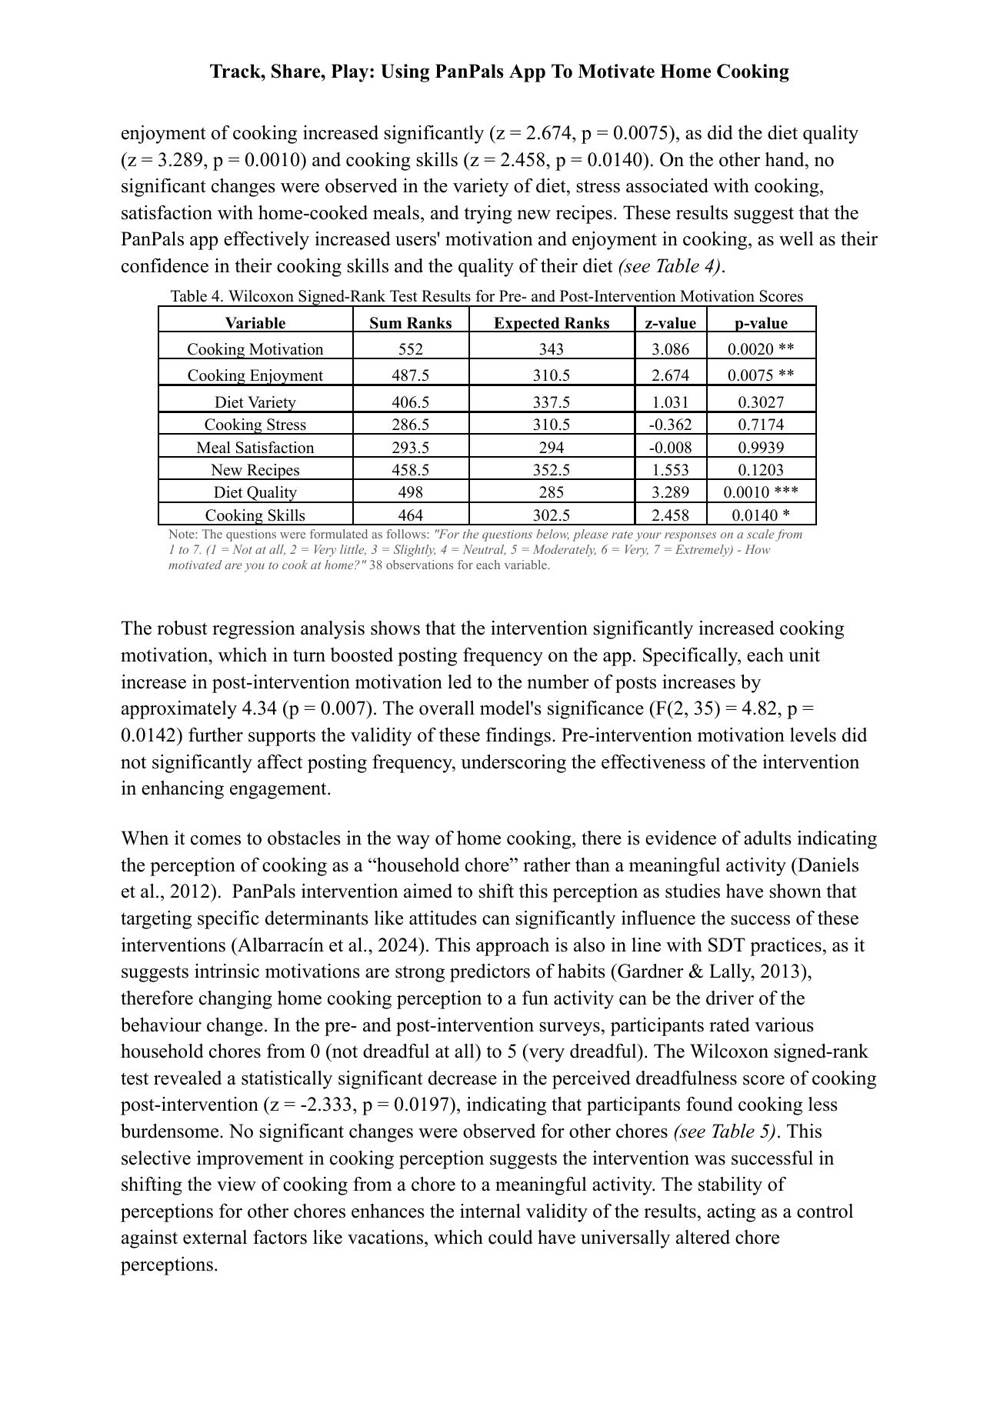 Track, Share, Play: Using PanPals App To Motivate Home Cooking
enjoyment of cooking increased significantly (z = 2.674, p = 0.0075), as did the diet quality
(z = 3.289, p = 0.0010) and cooking skills (z = 2.458, p = 0.0140). On the other hand, no
significant changes were observed in the variety of diet, stress associated with cooking,
satisfaction with home-cooked meals, and trying new recipes. These results suggest that the
PanPals app effectively increased users' motivation and enjoyment in cooking, as well as their
confidence in their cooking skills and the quality of their diet (see Table 4).
Table 4. Wilcoxon Signed-Rank Test Results for Pre- and Post-Intervention Motivation Scores
Variable Sum Ranks Expected Ranks z-value p-value
Cooking Motivation 552 343 3.086 0.0020 **
Cooking Enjoyment 487.5 310.5 2.674 0.0075 **
Diet Variety 406.5 337.5 1.031 0.3027
Cooking Stress 286.5 310.5 -0.362 0.7174
Meal Satisfaction 293.5 294 -0.008 0.9939
New Recipes 458.5 352.5 1.553 0.1203
Diet Quality 498 285 3.289 0.0010 ***
Cooking Skills 464 302.5 2.458 0.0140 *
Note: The questions were formulated as follows: "For the questions below, please rate your responses on a scale from
1 to 7. (1 = Not at all, 2 = Very little, 3 = Slightly, 4 = Neutral, 5 = Moderately, 6 = Very, 7 = Extremely) - How
motivated are you to cook at home?" 38 observations for each variable.
The robust regression analysis shows that the intervention significantly increased cooking
motivation, which in turn boosted posting frequency on the app. Specifically, each unit
increase in post-intervention motivation led to the number of posts increases by
approximately 4.34 (p = 0.007). The overall model's significance (F(2, 35) = 4.82, p =
0.0142) further supports the validity of these findings. Pre-intervention motivation levels did
not significantly affect posting frequency, underscoring the effectiveness of the intervention
in enhancing engagement.
When it comes to obstacles in the way of home cooking, there is evidence of adults indicating
the perception of cooking as a “household chore” rather than a meaningful activity (Daniels
et al., 2012).  PanPals intervention aimed to shift this perception as studies have shown that
targeting specific determinants like attitudes can significantly influence the success of these
interventions (Albarracín et al., 2024). This approach is also in line with SDT practices, as it
suggests intrinsic motivations are strong predictors of habits (Gardner & Lally, 2013),
therefore changing home cooking perception to a fun activity can be the driver of the
behaviour change. In the pre- and post-intervention surveys, participants rated various
household chores from 0 (not dreadful at all) to 5 (very dreadful). The Wilcoxon signed-rank
test revealed a statistically significant decrease in the perceived dreadfulness score of cooking
post-intervention (z = -2.333, p = 0.0197), indicating that participants found cooking less
burdensome. No significant changes were observed for other chores (see Table 5). This
selective improvement in cooking perception suggests the intervention was successful in
shifting the view of cooking from a chore to a meaningful activity. The stability of
perceptions for other chores enhances the internal validity of the results, acting as a control
against external factors like vacations, which could have universally altered chore
perceptions.